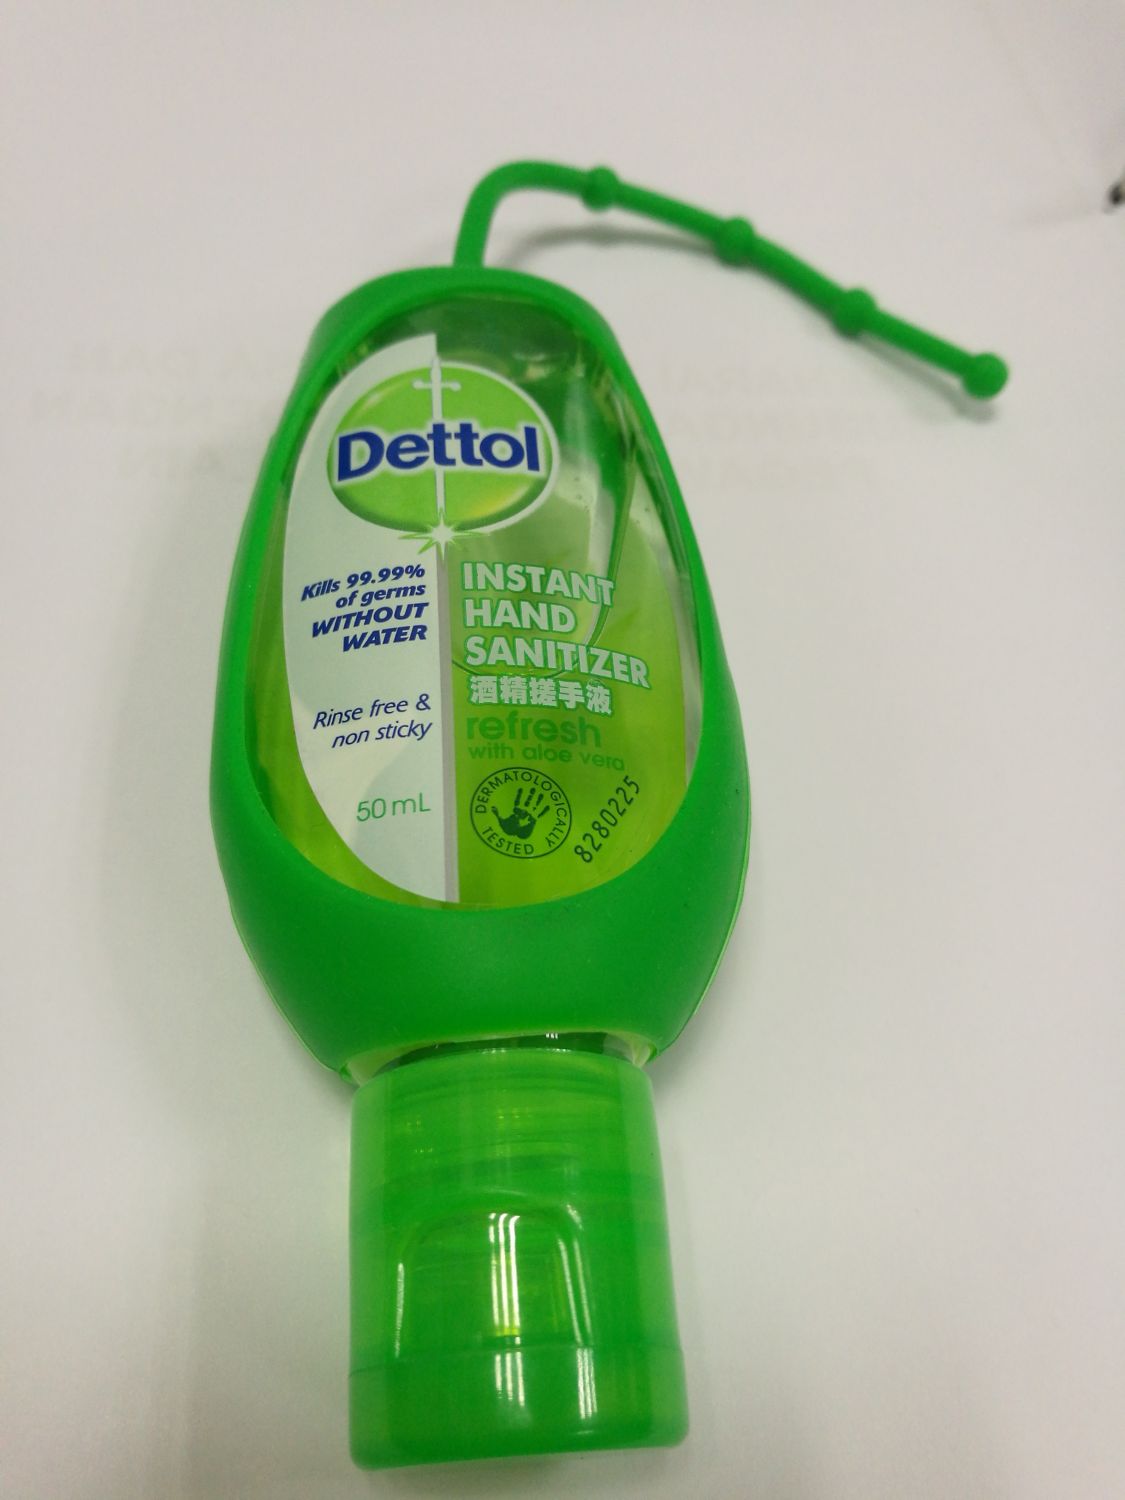 Dettol
Kills 99.99%
of germs
WITHOUT
WATER
Rinse free &
non sticky
50 mL
INSTANT
HAND
SANITIZER
酒精搓手液
refresh
with aloe vera
DERMATOLOGICALLY
TESTED
8280225